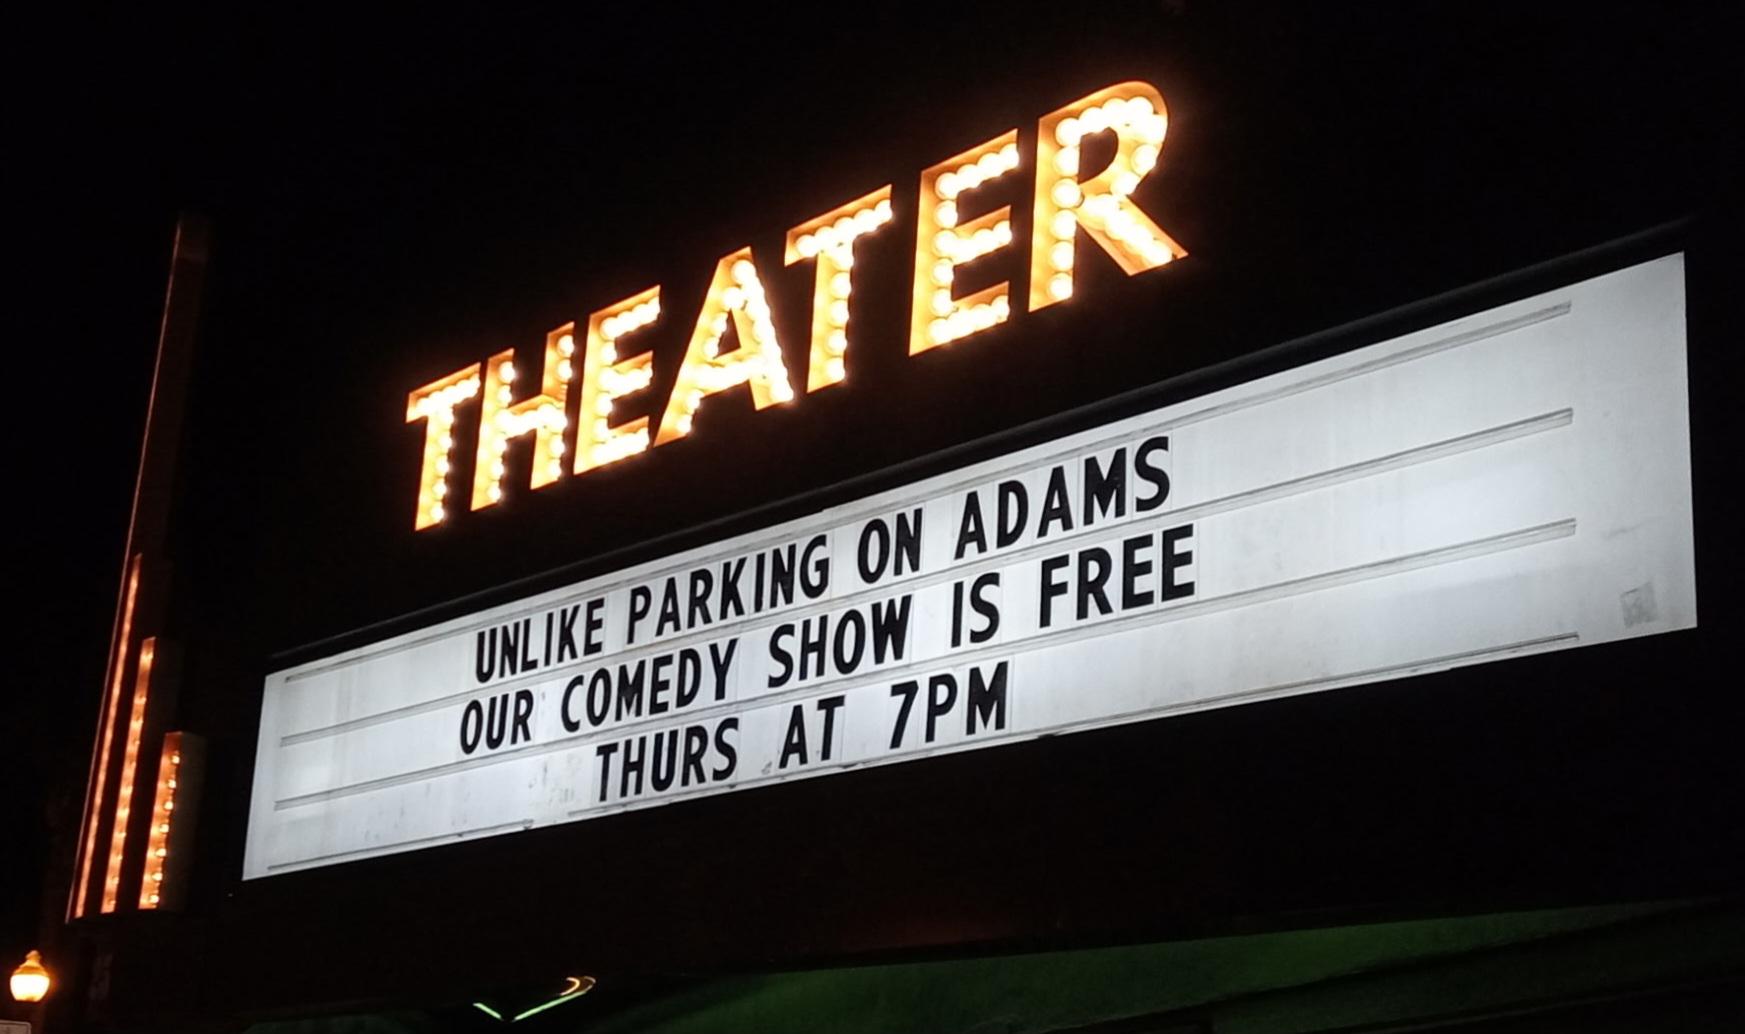 THEATER
UNLIKE PARKING ON ADAMS
OUR COMEDY SHOW IS FREE
THURS AT 7PM